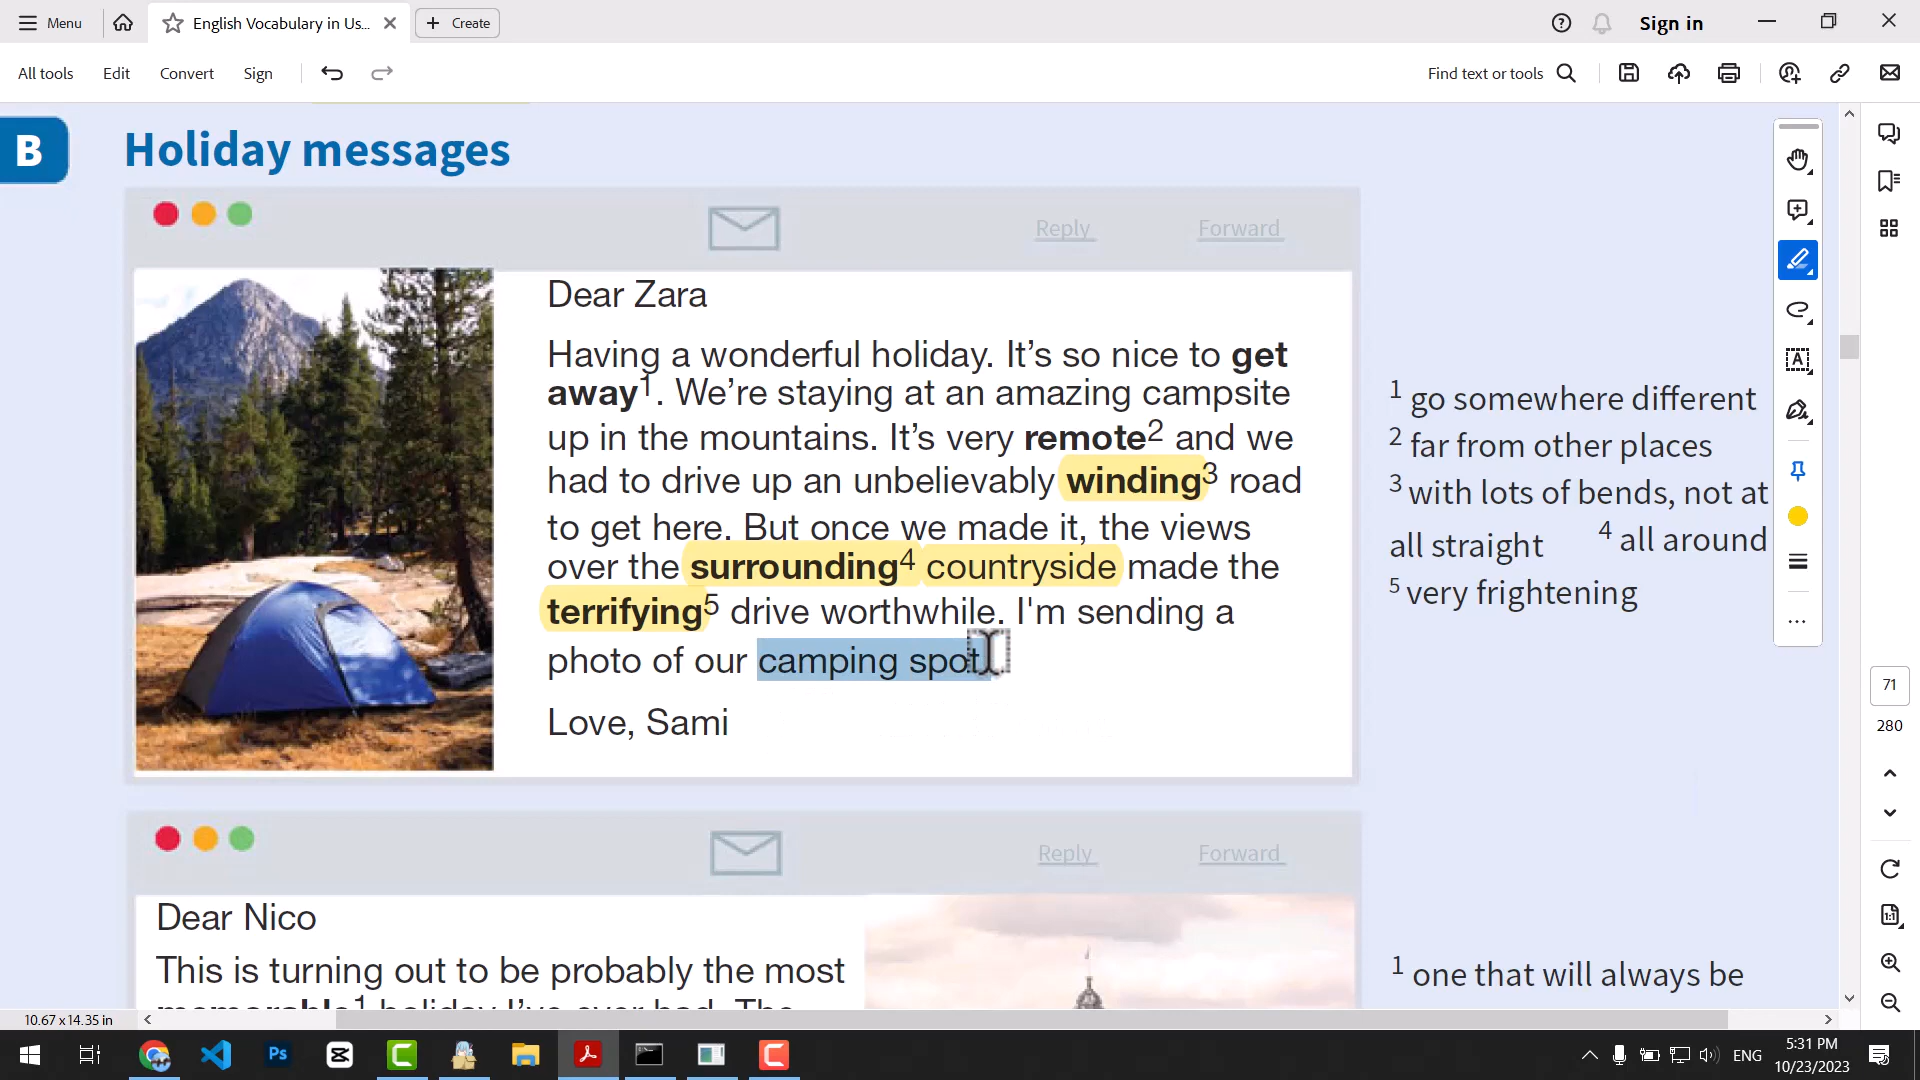 Menu
English Vocabulary in Us...
Create
Sign in
All tools
Edit
Convert
Sign
Find text or tools
B
Holiday messages
Reply
Forward
Dear Zara
Having a wonderful holiday. It's so nice to get
away1. We're staying at an amazing campsite
up in the mountains. It's very remote2 and we
had to drive up an unbelievably winding3 road
to get here. But once we made it, the views
over the surrounding4 countryside made the
terrifying5 drive worthwhile. I'm sending a
photo of our camping spot
Love, Sami
1 go somewhere different
2 far from other places
3 with lots of bends, not at
all straight 4 all around
5 very frightening
Reply
Forward
Dear Nico
This is turning out to be probably the most
memorable1 holiday I've ever had. The
1 one that will always be
71
280
10.67 x 14.35 in
ENG
5:31 PM
10/23/2023